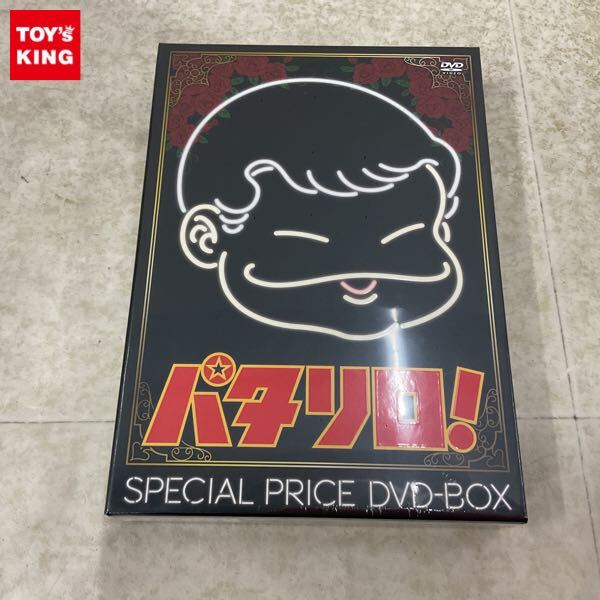 TOY's
KING
DVD
VIDEO
パタリロ!
SPECIAL PRICE DVD-BOX